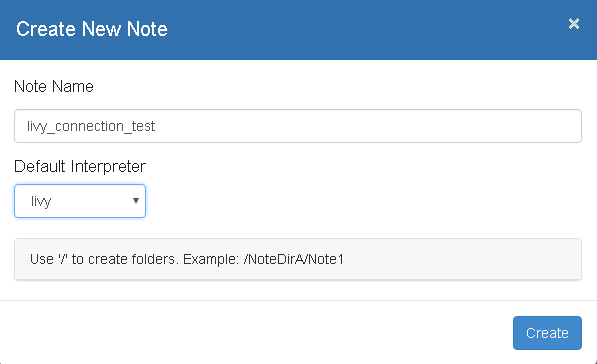 Create New Note
×
Note Name
livy_connection_test
Default Interpreter
livy
Use '/' to create folders. Example: /NoteDirA/Note1
Create